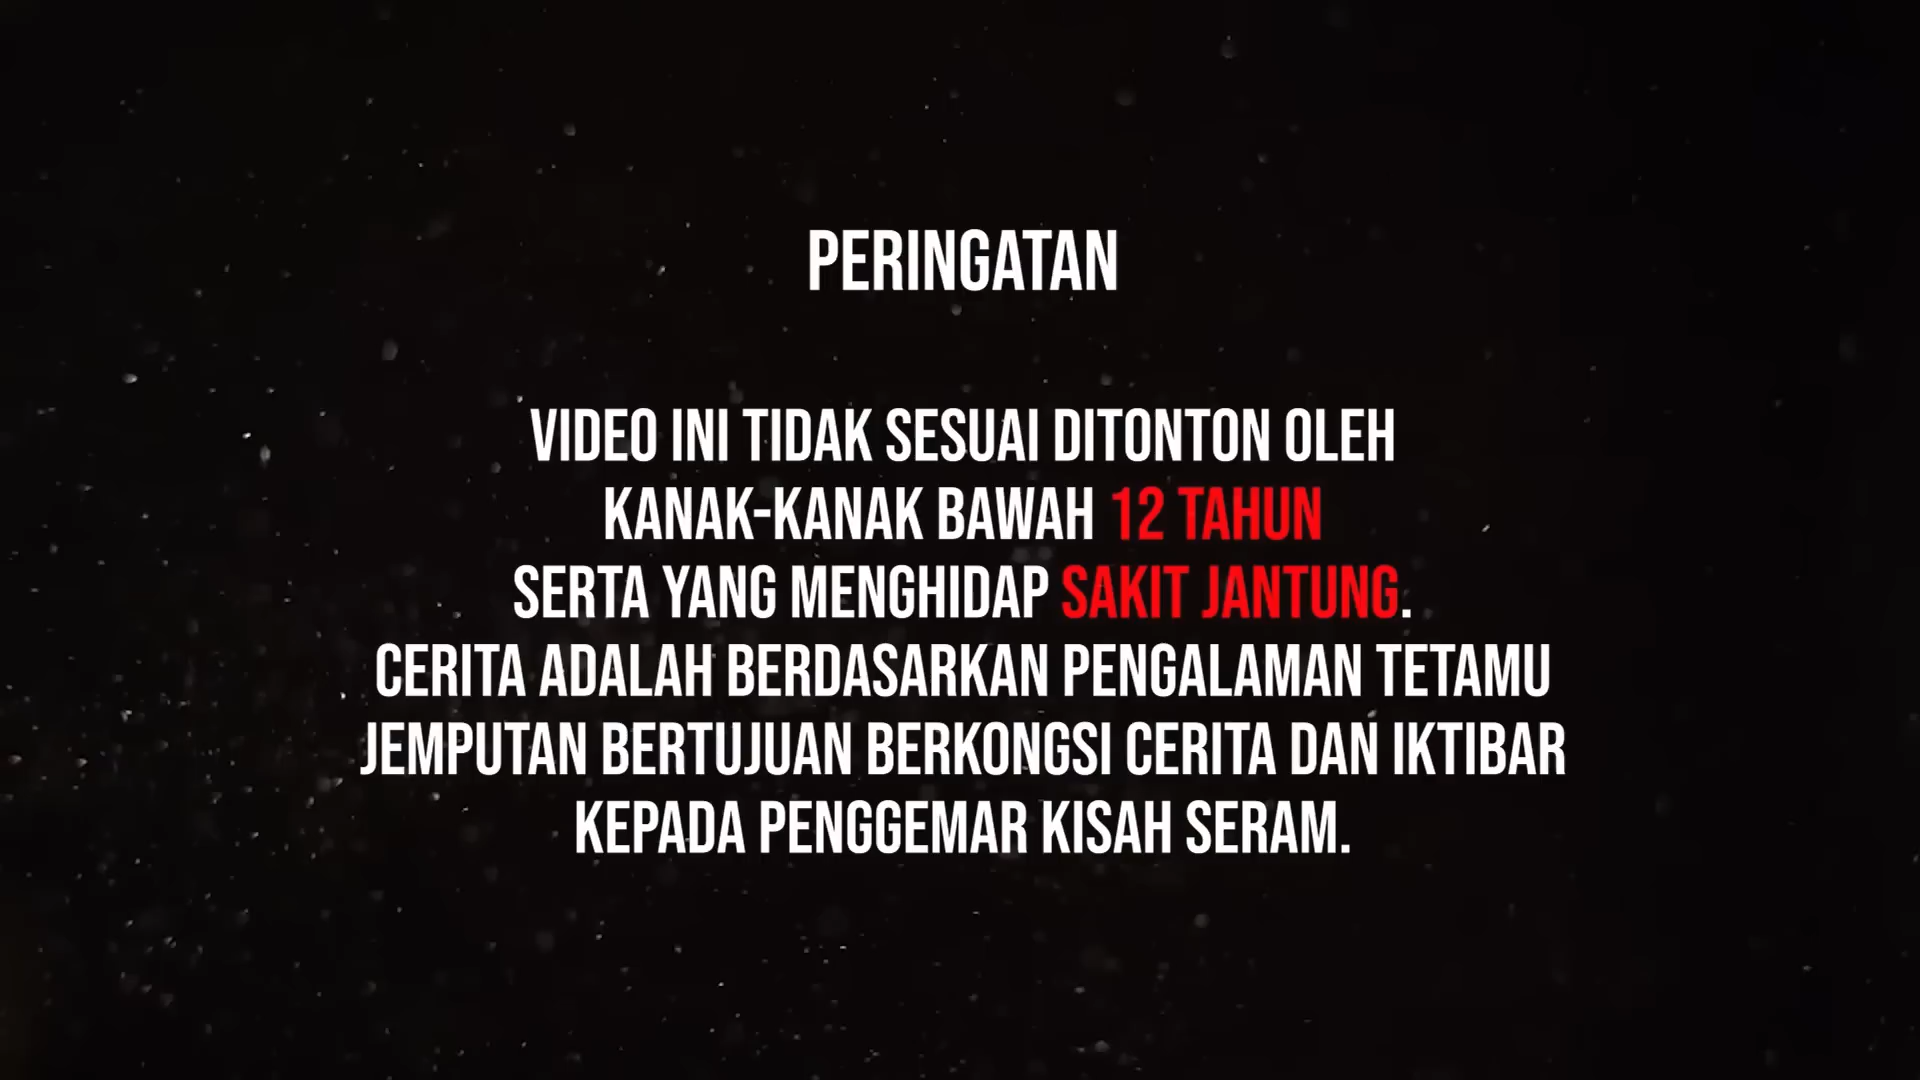 PERINGATAN
VIDEO INI TIDAK SESUAI DITONTON OLEH
KANAK-KANAK BAWAH 12 TAHUN
SERTA YANG MENGHIDAP SAKIT JANTUNG.
CERITA ADALAH BERDASARKAN PENGALAMAN TETAMU
JEMPUTAN BERTUJUAN BERKONGSI CERITA DAN IKTIBAR
KEPADA PENGGEMAR KISAH SERAM.